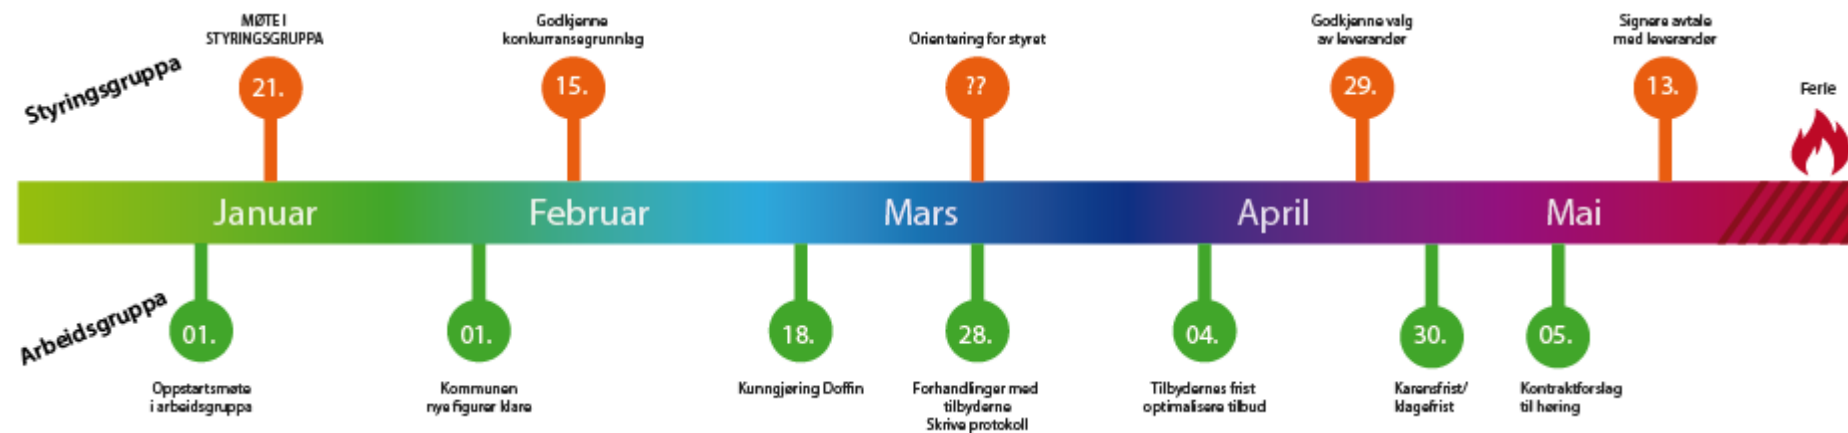 MØTE I
STYRINGSGRUPPA
Godkjenne
konkurransegrunnlag
Orientering for styret
Godkjenne valg
av leverandør
Signere avtale
med leverandør
Styringsgruppa
21.
15.
??
29.
13.
Ferie
Januar
Februar
Mars
April
Mai
Arbeidsgruppa
01.
01.
18.
28.
04.
30.
05.
Oppstartsmøte
i arbeidsgruppa
Kommunen
nye figurer klare
Kunngjøring Doffin
Forhandlinger med
tilbyderne
Skrive protokoll
Tilbydernes frist
optimalisere tilbud
Karensfrist/
klagefrist
Kontraktforslag
til høring